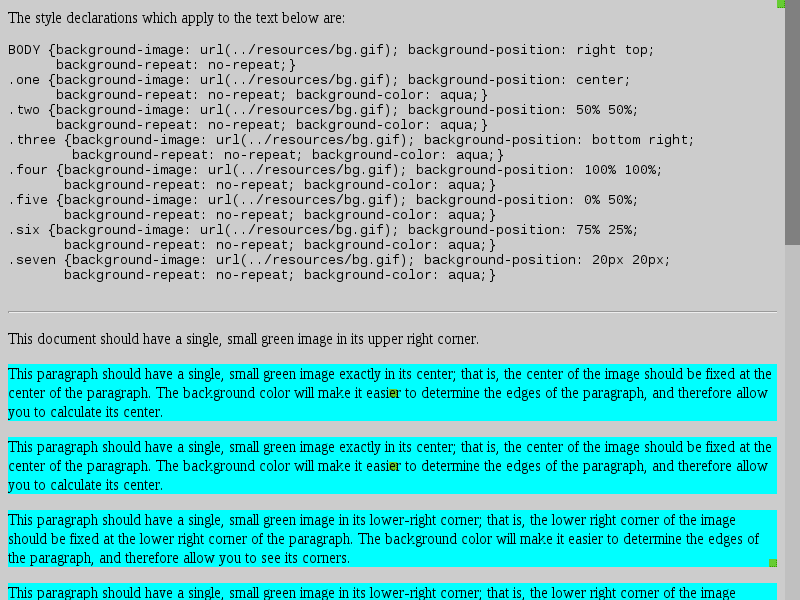 The style declarations which apply to the text below are:
BODY {background-image: url(../resources/bg.gif); background-position: right top;
background-repeat: no-repeat;}
.one {background-image: url(../resources/bg.gif); background-position: center;
background-repeat: no-repeat; background-color: aqua;}
.two {background-image: url(../resources/bg.gif); background-position: 50% 50%;
background-repeat: no-repeat; background-color: aqua;}
.three {background-image: url(../resources/bg.gif); background-position: bottom right;
background-repeat: no-repeat; background-color: aqua;}
.four {background-image: url(../resources/bg.gif); background-position: 100% 100%;
background-repeat: no-repeat; background-color: aqua;}
.five {background-image: url(../resources/bg.gif); background-position: 0% 50%;
background-repeat: no-repeat; background-color: aqua;}
.six {background-image: url(../resources/bg.gif); background-position: 75% 25%;
background-repeat: no-repeat; background-color: aqua;}
.seven {background-image: url(../resources/bg.gif); background-position: 20px 20px;
background-repeat: no-repeat; background-color: aqua;}
This document should have a single, small green image in its upper right corner.
This paragraph should have a single, small green image exactly in its center; that is, the center of the image should be fixed at the
center of the paragraph. The background color will make it easier to determine the edges of the paragraph, and therefore allow
you to calculate its center.
This paragraph should have a single, small green image exactly in its center; that is, the center of the image should be fixed at the
center of the paragraph. The background color will make it easier to determine the edges of the paragraph, and therefore allow
you to calculate its center.
This paragraph should have a single, small green image in its lower-right corner; that is, the lower right corner of the image
should be fixed at the lower right corner of the paragraph. The background color will make it easier to determine the edges of
the paragraph, and therefore allow you to see its corners.
This paragraph should have a single, small green image in its lower-right corner; that is, the lower right corner of the image